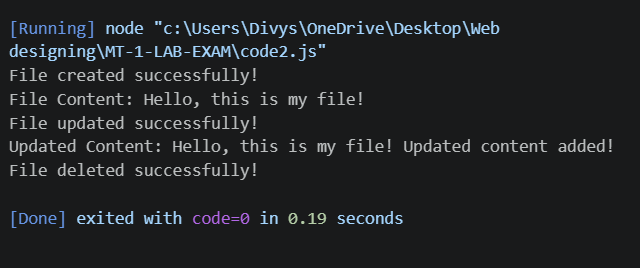 [Running] node "c:\Users\Divys\OneDrive\Desktop\Web
designing\MT-1-LAB-EXAM\code2.js"
File created successfully!
File Content: Hello, this is my file!
File updated successfully!
Updated Content: Hello, this is my file! Updated content added!
File deleted successfully!
[Done] exited with code=0 in 0.19 seconds